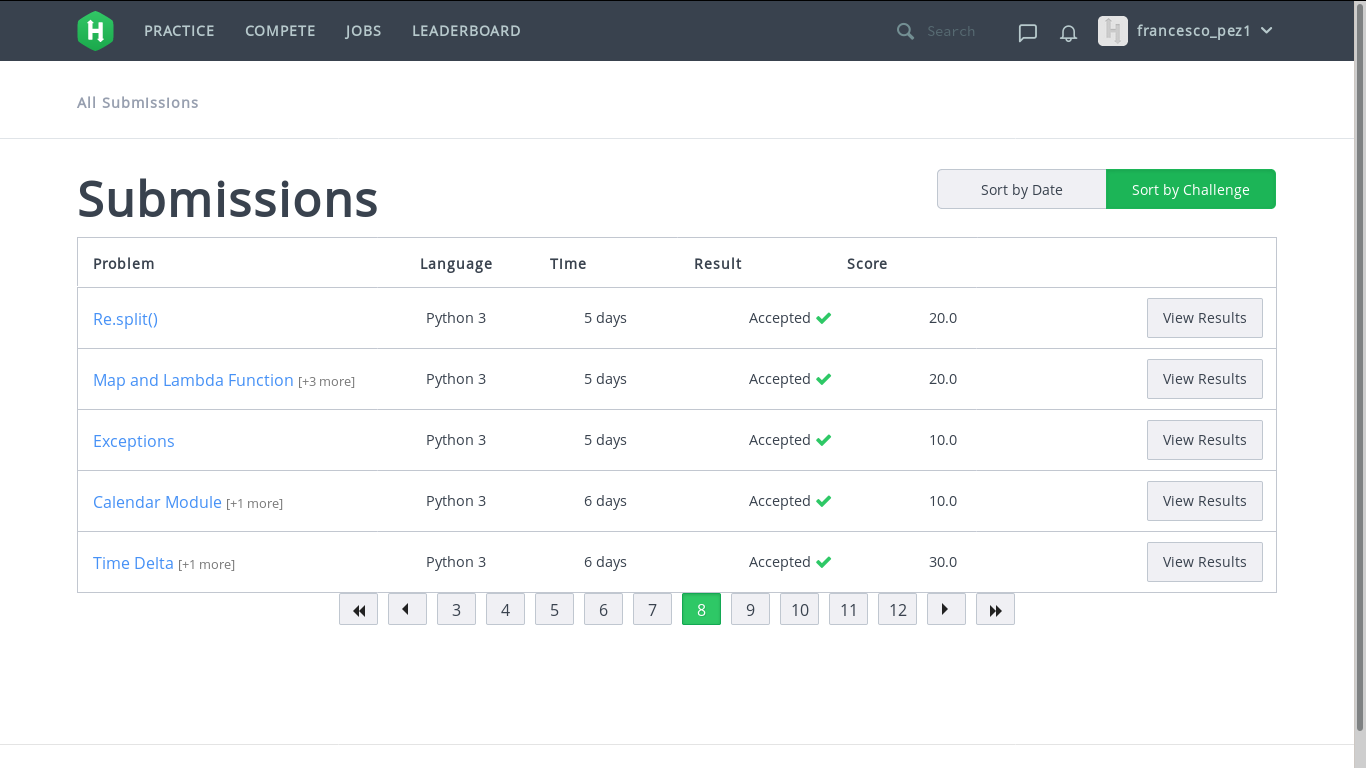 H PRACTICE COMPETE JOBS LEADERBOARD Search francesco_pez1
All Submissions
Submissions
Sort by Date Sort by Challenge
Problem Language Time Result Score
Re.split() Python 3 5 days Accepted 20.0 View Results
Map and Lambda Function [+3 more] Python 3 5 days Accepted 20.0 View Results
Exceptions Python 3 5 days Accepted 10.0 View Results
Calendar Module [+1 more] Python 3 6 days Accepted 10.0 View Results
Time Delta [+1 more] Python 3 6 days Accepted 30.0 View Results
3 4 5 6 7 8 9 10 11 12